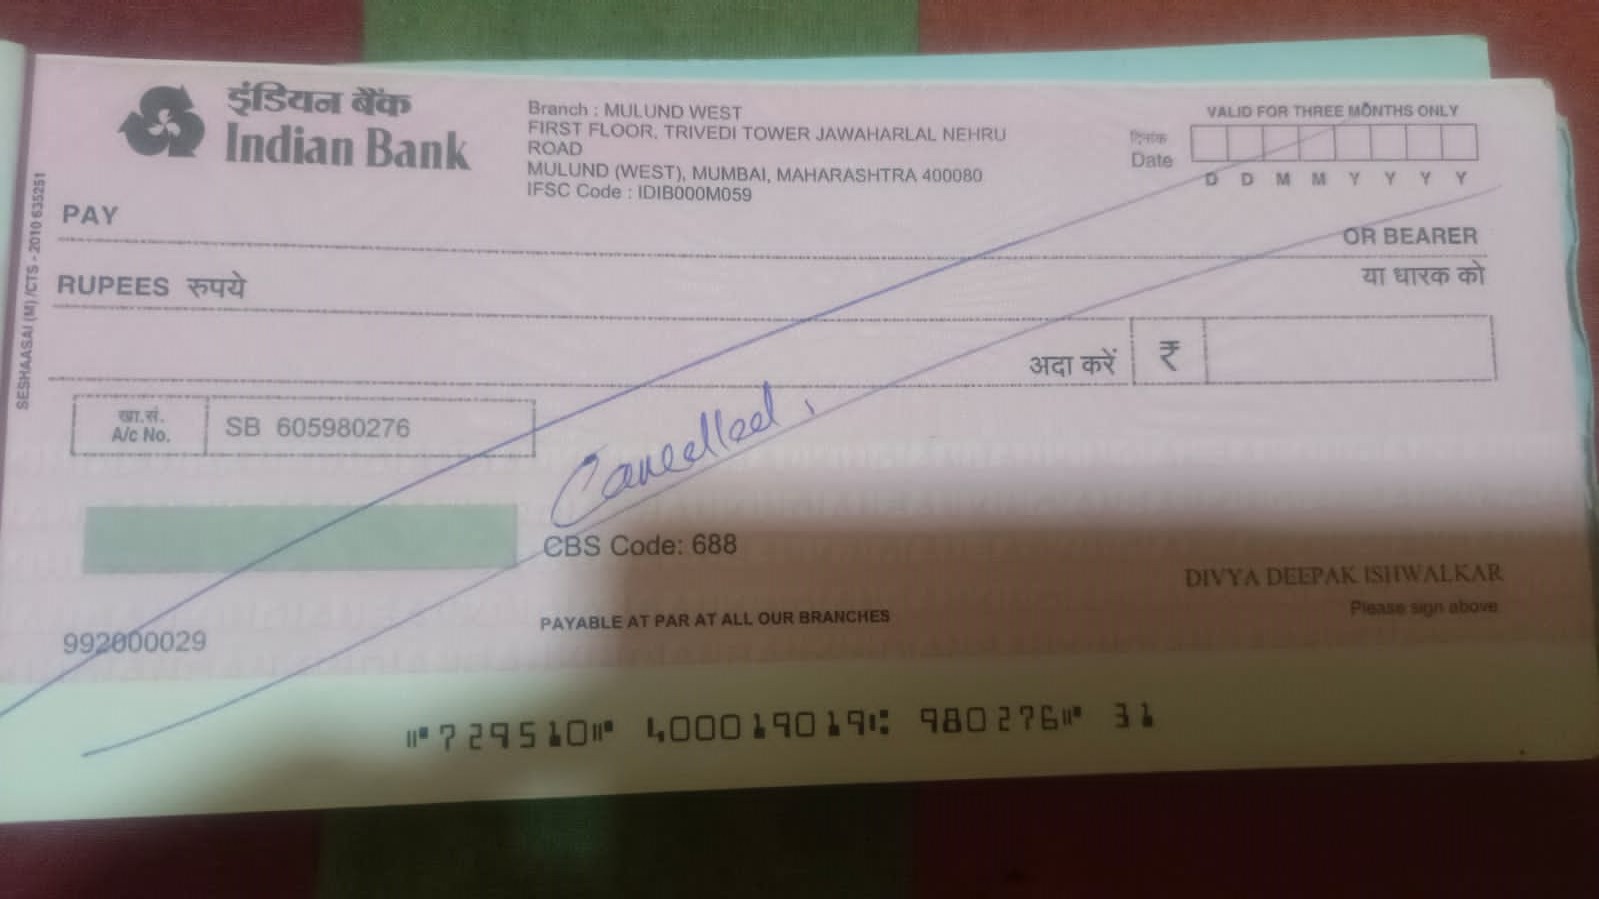 इंडियन बैंक
Indian Bank
Branch : MULUND WEST
FIRST FLOOR, TRIVEDI TOWER JAWAHARLAL NEHRU
ROAD
MULUND (WEST), MUMBAI, MAHARASHTRA 400080
IFSC Code : IDIB000M059
VALID FOR THREE MONTHS ONLY
दिनांक
Date
D D M M Y Y Y Y
PAY
OR BEARER
या धारक को
RUPEES रुपये
अदा करें ₹
खा.सं.
A/c No.
SB 605980276
Cancelled,
CBS Code: 688
PAYABLE AT PAR AT ALL OUR BRANCHES
DIVYA DEEPAK ISHWALKAR
Please sign above
992000029
⑈729510⑈ 400019019⑆ 980276⑈ 31
SESHAASAI (M) /CTS - 2010 635251